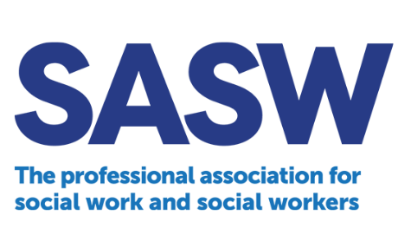 SASW
The professional association for
social work and social workers